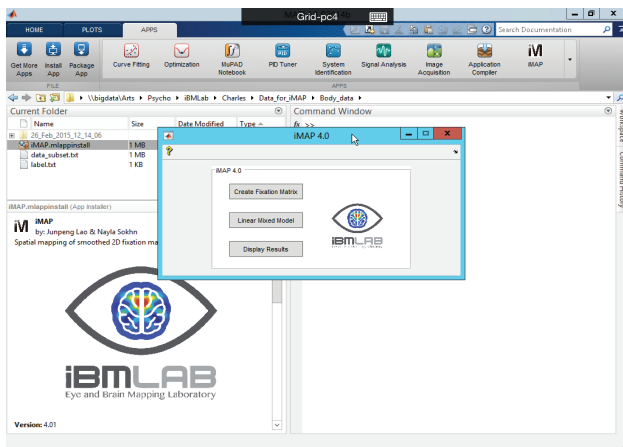 Grid-pc4
HOME PLOTS APPS
Search Documentation
Get More Apps
Install App
Package App
Curve Fitting
Optimization
MuPAD Notebook
PID Tuner
System Identification
Signal Analysis
Image Acquisition
Application Compiler
iMAP
FILE APPS
\\bigdata\Arts Psycho iBMLab Charles Data_for_iMAP Body_data
Current Folder
Command Window
Workspace
Command History
Name Size Date Modified Type
fx >>
26_Feb_2015_12_14_06
iMAP.mlappinstall 1 MB
data_subset.txt 1 MB
label.txt 1 KB
iMAP 4.0
iMAP 4.0
Create Fixation Matrix
Linear Mixed Model
Display Results
iBMLAB
iMAP.mlappinstall (App Installer)
iMAP
by: Junpeng Lao & Nayla Sokhn
Spatial mapping of smoothed 2D fixation ma
iBMLAB
Eye and Brain Mapping Laboratory
Version: 4.01